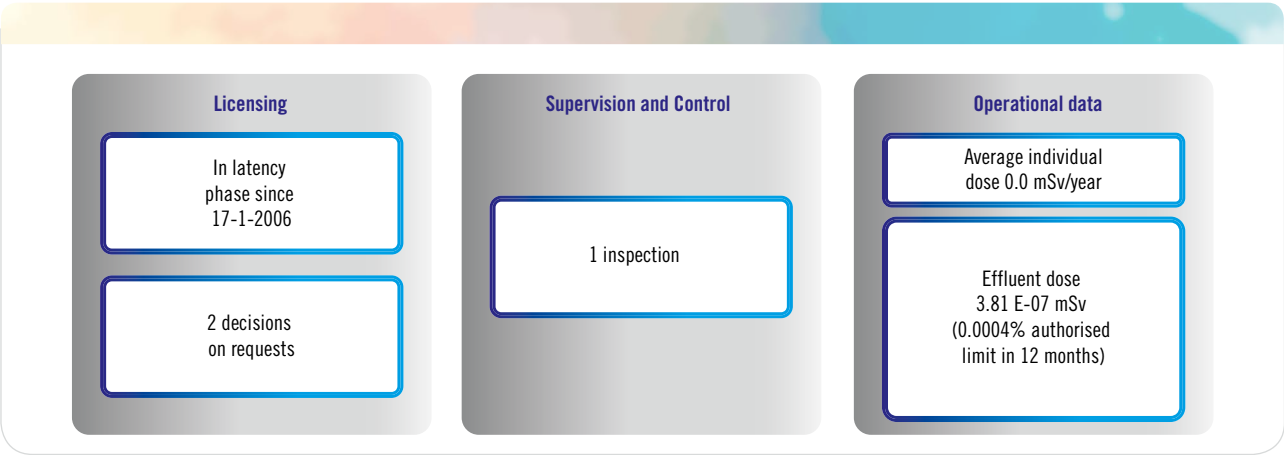 Licensing
In latency
phase since
17-1-2006
2 decisions
on requests
Supervision and Control
1 inspection
Operational data
Average individual
dose 0.0 mSv/year
Effluent dose
3.81 E-07 mSv
(0.0004% authorised
limit in 12 months)